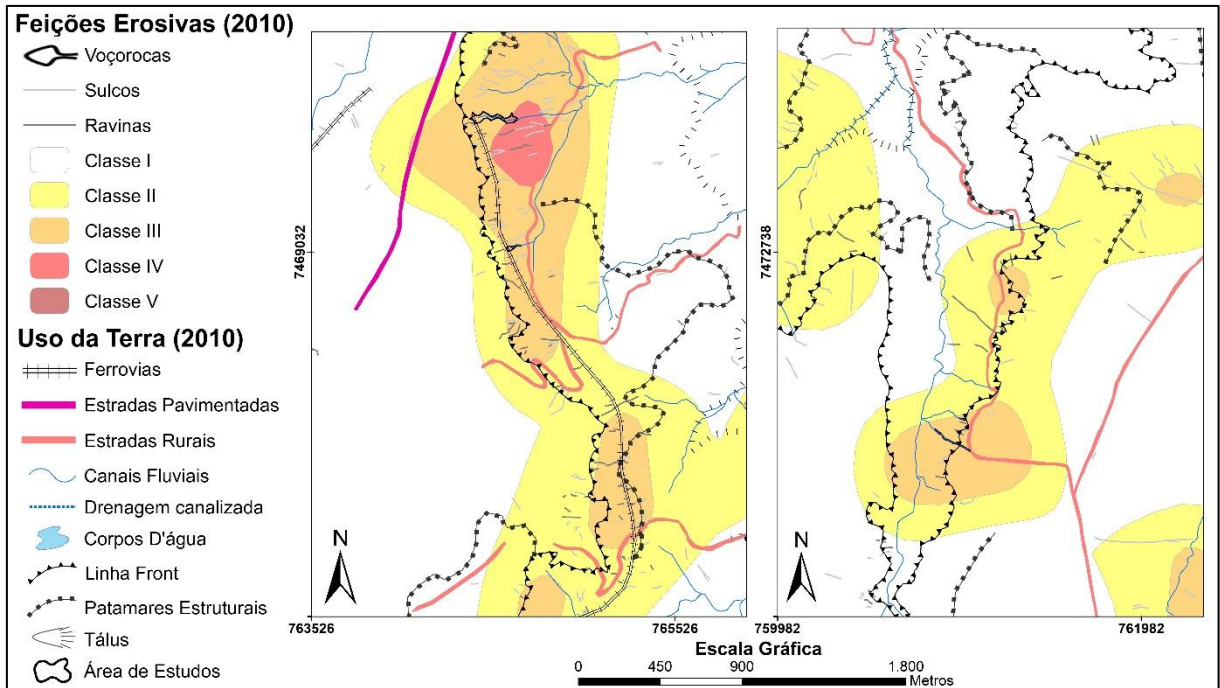 Feições Erosivas (2010)
Voçorocas
Sulcos
Ravinas
Classe I
Classe II
Classe III
Classe IV
Classe V
Uso da Terra (2010)
Ferrovias
Estradas Pavimentadas
Estradas Rurais
Canais Fluviais
Drenagem canalizada
Corpos D'água
Linha Front
Patamares Estruturais
Tálus
Área de Estudos
7469032
N
763526
765526
7472738
N
759982
761982
Escala Gráfica
0 450 900 1.800
Metros